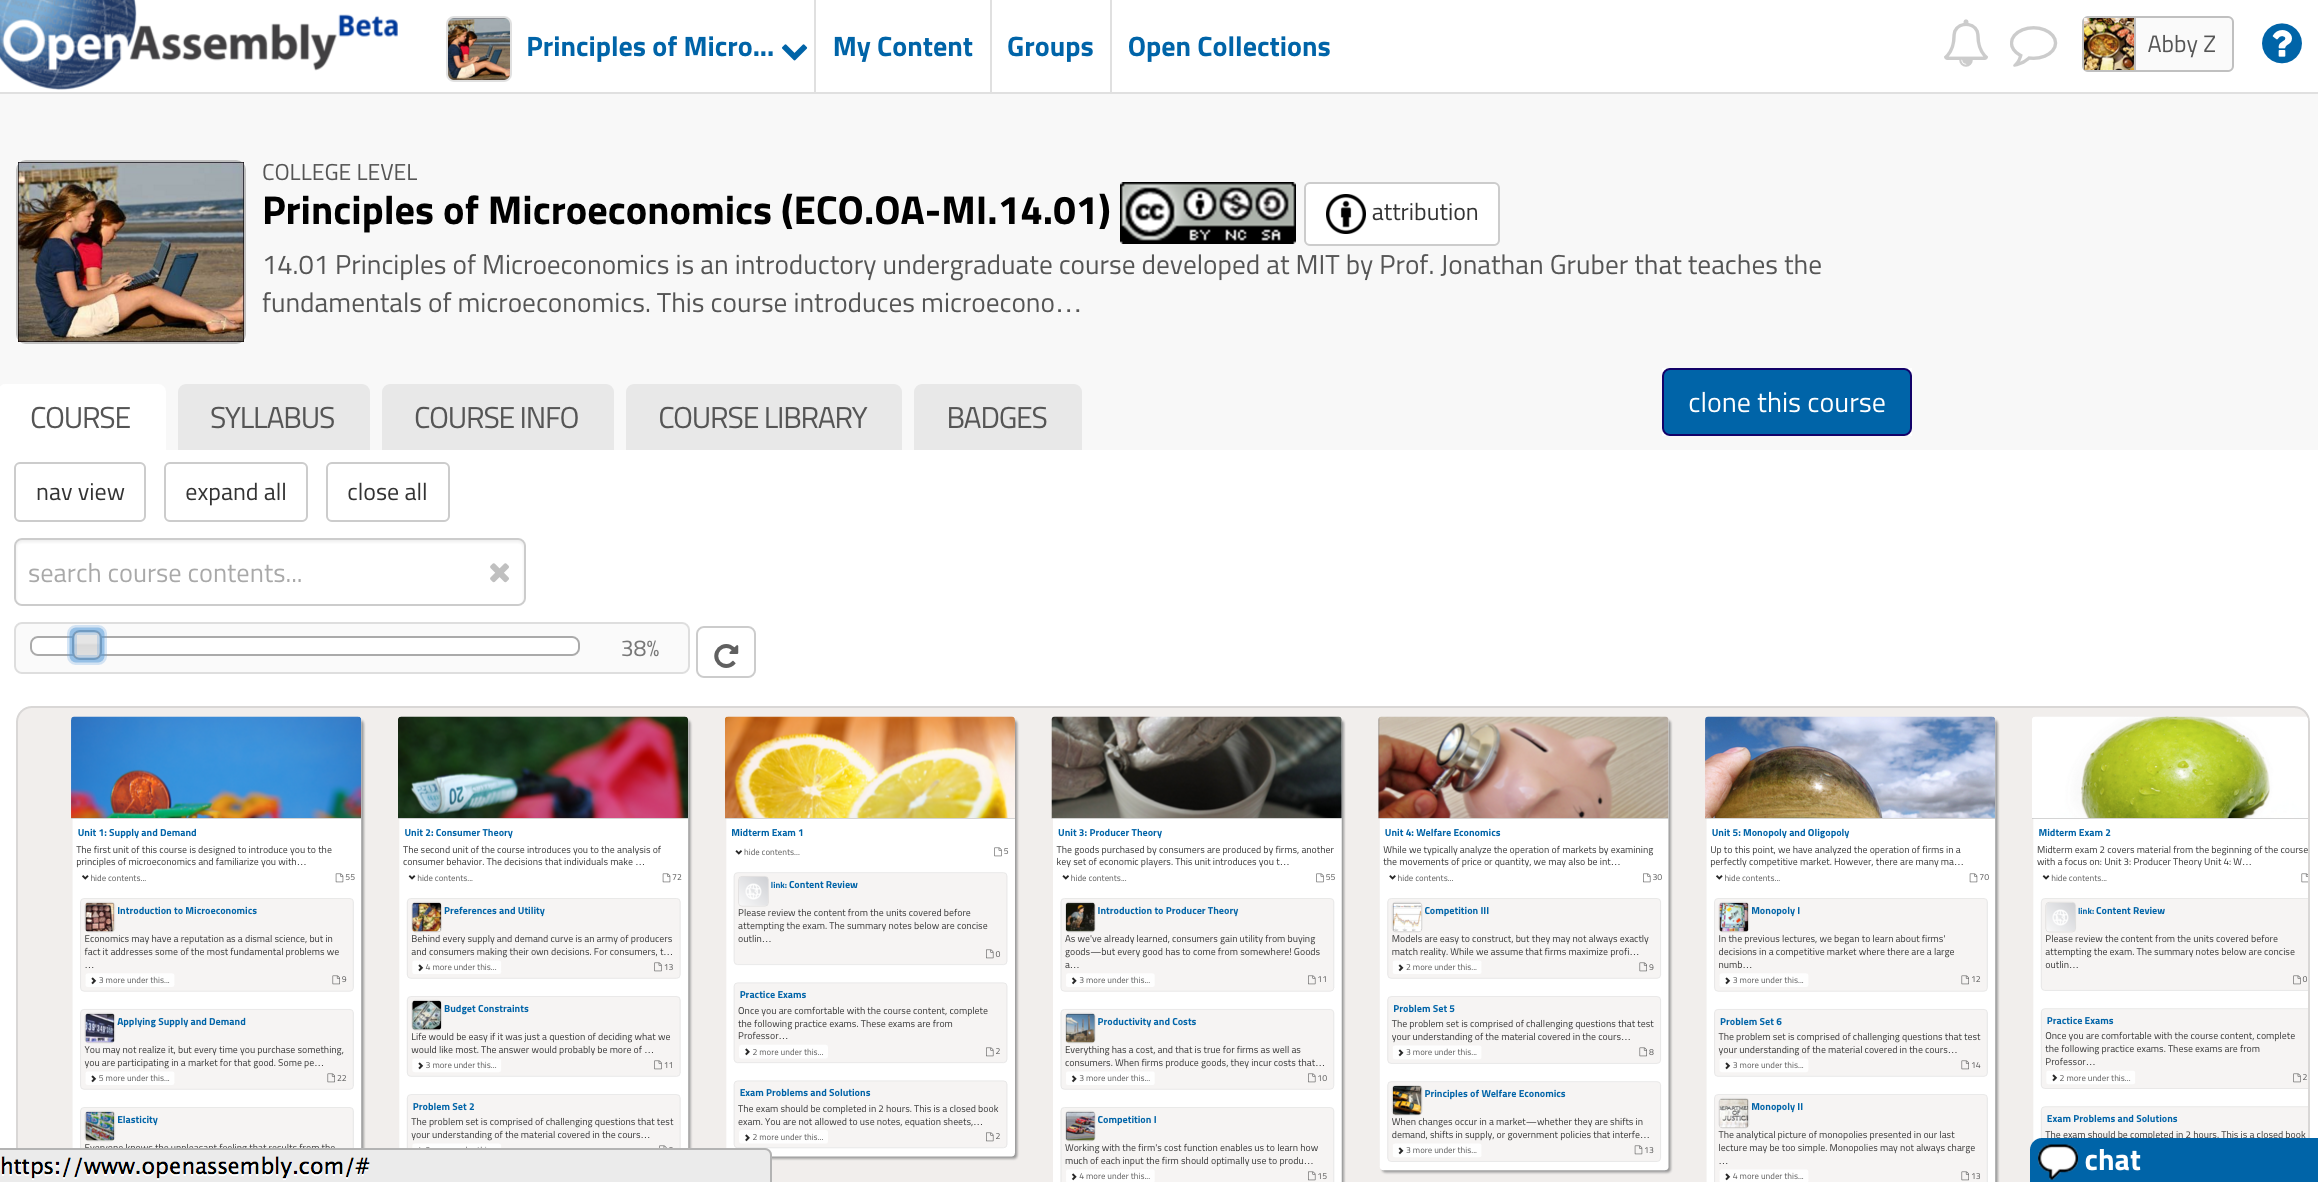 OpenAssembly Beta
Principles of Micro...
My Content
Groups
Open Collections
Abby Z
?
COLLEGE LEVEL
Principles of Microeconomics (ECO.OA-MI.14.01)
cc BY NC SA
attribution
14.01 Principles of Microeconomics is an introductory undergraduate course developed at MIT by Prof. Jonathan Gruber that teaches the
fundamentals of microeconomics. This course introduces microecono…
COURSE
SYLLABUS
COURSE INFO
COURSE LIBRARY
BADGES
clone this course
nav view
expand all
close all
search course contents...
38%
Unit 1: Supply and Demand
The first unit of this course is designed to introduce you to the
principles of microeconomics and familiarize you with…
hide contents...
55
Introduction to Microeconomics
Economics may have a reputation as a dismal science, but in
fact it addresses some of the most fundamental problems we
…
3 more under this...
9
Applying Supply and Demand
You may not realize it, but every time you purchase something,
you are participating in a market for that good. Some pe…
5 more under this...
22
Elasticity
Unit 2: Consumer Theory
The second unit of the course introduces you to the analysis of
consumer behavior. The decisions that individuals make …
hide contents...
72
Preferences and Utility
Behind every supply and demand curve is an army of producers
and consumers making their own decisions. For consumers, t…
4 more under this...
13
Budget Constraints
Life would be easy if it was just a question of deciding what we
would like most. The answer would probably be more of …
3 more under this...
11
Problem Set 2
The problem set is comprised of challenging questions that test
your understanding of the material covered in the cours…
Midterm Exam 1
hide contents...
5
link: Content Review
Please review the content from the units covered before
attempting the exam. The summary notes below are concise
outlin…
0
Practice Exams
Once you are comfortable with the course content, complete
the following practice exams. These exams are from
Professor…
2 more under this...
2
Exam Problems and Solutions
The exam should be completed in 2 hours. This is a closed book
exam. You are not allowed to use notes, equation sheets,…
2 more under this...
2
Unit 3: Producer Theory
The goods purchased by consumers are produced by firms, another
key set of economic players. This unit introduces you t…
hide contents...
55
Introduction to Producer Theory
As we've already learned, consumers gain utility from buying
goods—but every good has to come from somewhere! Goods
a…
3 more under this...
11
Productivity and Costs
Everything has a cost, and that is true for firms as well as
consumers. When firms produce goods, they incur costs that…
3 more under this...
10
Competition I
Working with the firm's cost function enables us to learn how
much of each input the firm should optimally use to produ…
4 more under this...
15
Unit 4: Welfare Economics
While we typically analyze the operation of markets by examining
the movements of price or quantity, we may also be int…
hide contents...
30
Competition III
Models are easy to construct, but they may not always exactly
match reality. While we assume that firms maximize profi…
2 more under this...
9
Problem Set 5
The problem set is comprised of challenging questions that test
your understanding of the material covered in the cours…
3 more under this...
8
Principles of Welfare Economics
When changes occur in a market—whether they are shifts in
demand, shifts in supply, or government policies that interfe…
3 more under this...
13
Unit 5: Monopoly and Oligopoly
Up to this point, we have analyzed the operation of firms in a
perfectly competitive market. However, there are many ma…
hide contents...
70
Monopoly I
In the previous lectures, we began to learn about firms'
decisions in a competitive market where there are a large
numb…
3 more under this...
12
Problem Set 6
The problem set is comprised of challenging questions that test
your understanding of the material covered in the cours…
3 more under this...
14
Monopoly II
The analytical picture of monopolies presented in our last
lecture may be too simple. Monopolies may not always charge
…
4 more under this...
13
Midterm Exam 2
Midterm exam 2 covers material from the beginning of the course
with a focus on: Unit 3: Producer Theory Unit 4: W…
hide contents...
link: Content Review
Please review the content from the units covered before
attempting the exam. The summary notes below are concise
outlin…
0
Practice Exams
Once you are comfortable with the course content, complete
the following practice exams. These exams are from
Professor…
2 more under this...
2
Exam Problems and Solutions
The exam should be completed in 2 hours. This is a closed book
https://www.openassembly.com/#
chat